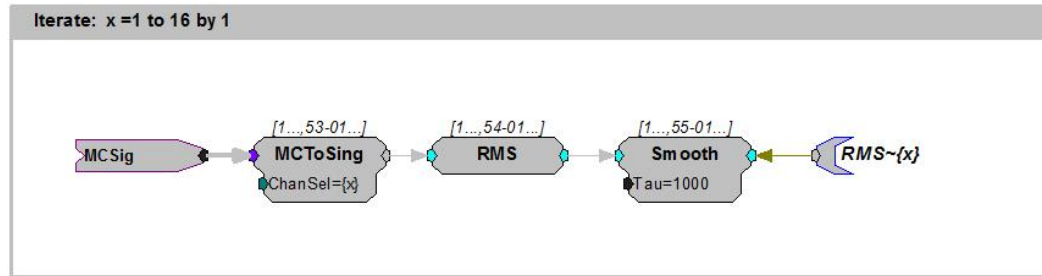 Iterate: x =1 to 16 by 1
[1...,53-01...]
[1...,54-01...]
[1...,55-01...]
MCSig
MCToSing
RMS
Smooth
RMS~{x}
ChanSel={x}
Tau=1000